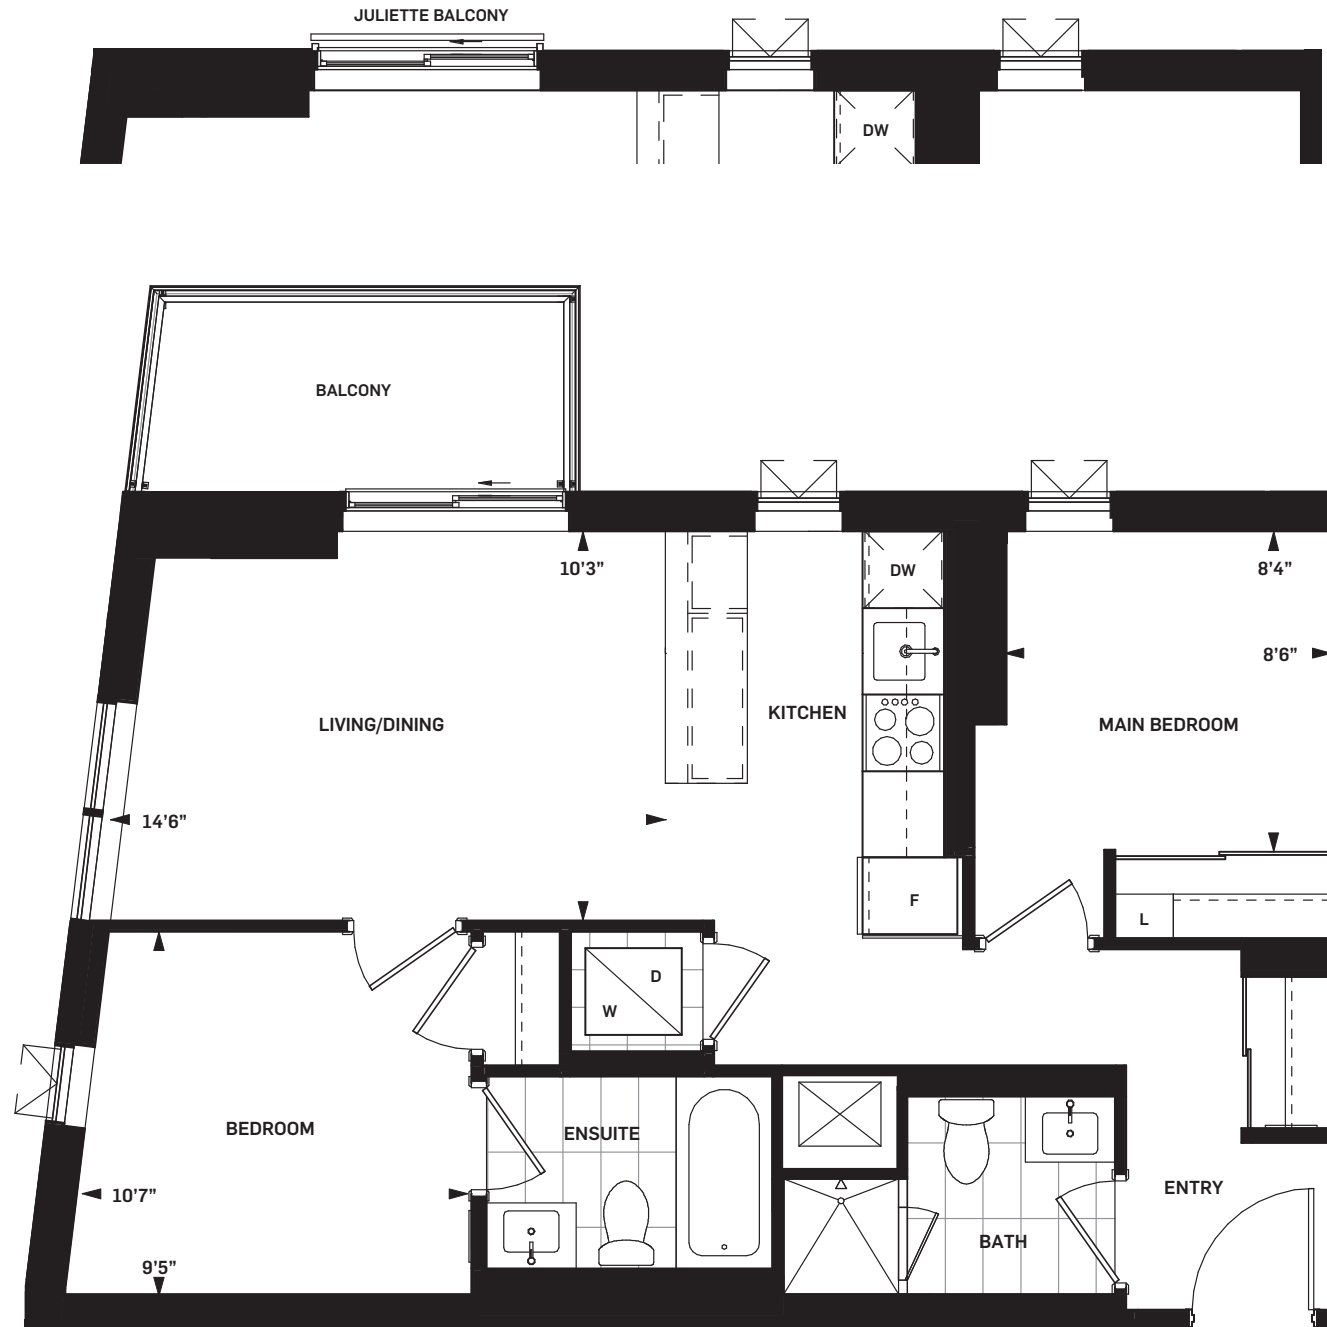 JULIETTE BALCONY
DW
BALCONY
10’3”
DW
8’4”
8’6”
LIVING/DINING
KITCHEN
MAIN BEDROOM
14’6”
F
L
D
W
BEDROOM
ENSUITE
10’7”
ENTRY
BATH
9’5”